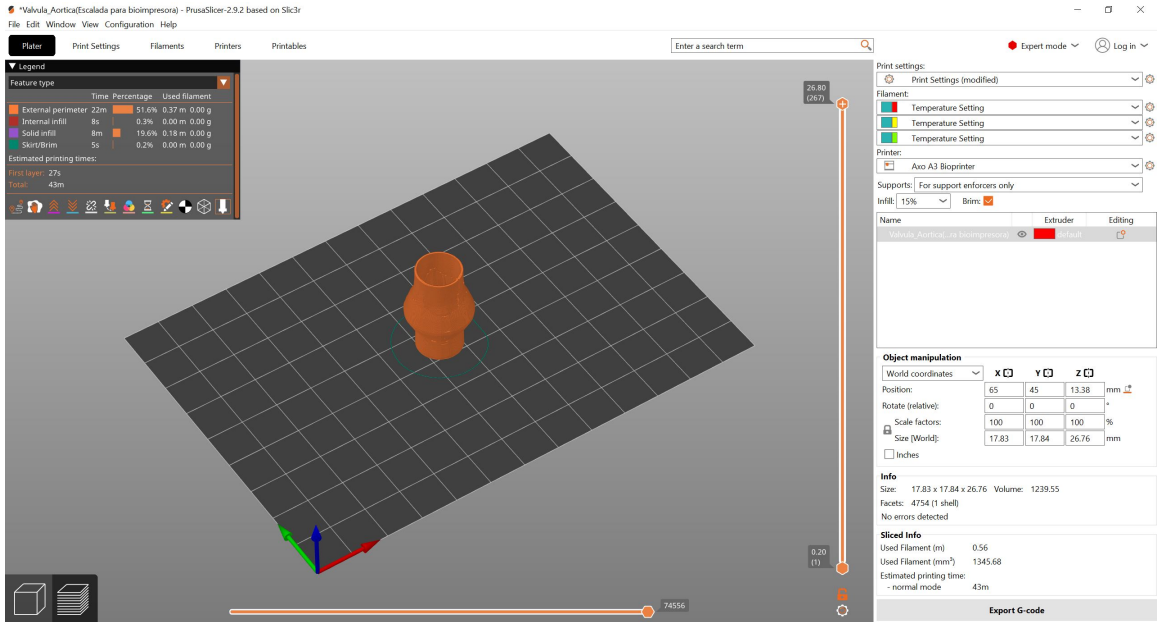 *Valvula_Aortica(Escalada para bioimpresora) - PrusaSlicer-2.9.2 based on Slic3r
File Edit Window View Configuration Help
Plater Print Settings Filaments Printers Printables Enter a search term Expert mode Log in
Legend
Feature type
Time Percentage Used filament
External perimeter 22m 51.6% 0.37 m 0.00 g
Internal infill 8s 0.3% 0.00 m 0.00 g
Solid infill 8m 19.6% 0.18 m 0.00 g
Skirt/Brim 5s 0.2% 0.00 m 0.00 g
Estimated printing times:
First layer: 27s
Total: 43m
26.80
(267)
0.20
(1)
74556
Print settings:
Print Settings (modified)
Filament:
Temperature Setting
Temperature Setting
Temperature Setting
Printer:
Axo A3 Bioprinter
Supports: For support enforcers only
Infill: 15% Brim:
Name Extruder Editing
Valvula_Aortica(...ra bioimpresora) default
Object manipulation
World coordinates X Y Z
Position: 65 45 13.38 mm
Rotate (relative): 0 0 0 °
Scale factors: 100 100 100 %
Size [World]: 17.83 17.84 26.76 mm
Inches
Info
Size: 17.83 x 17.84 x 26.76 Volume: 1239.55
Facets: 4754 (1 shell)
No errors detected
Sliced Info
Used Filament (m) 0.56
Used Filament (mm³) 1345.68
Estimated printing time:
- normal mode 43m
Export G-code